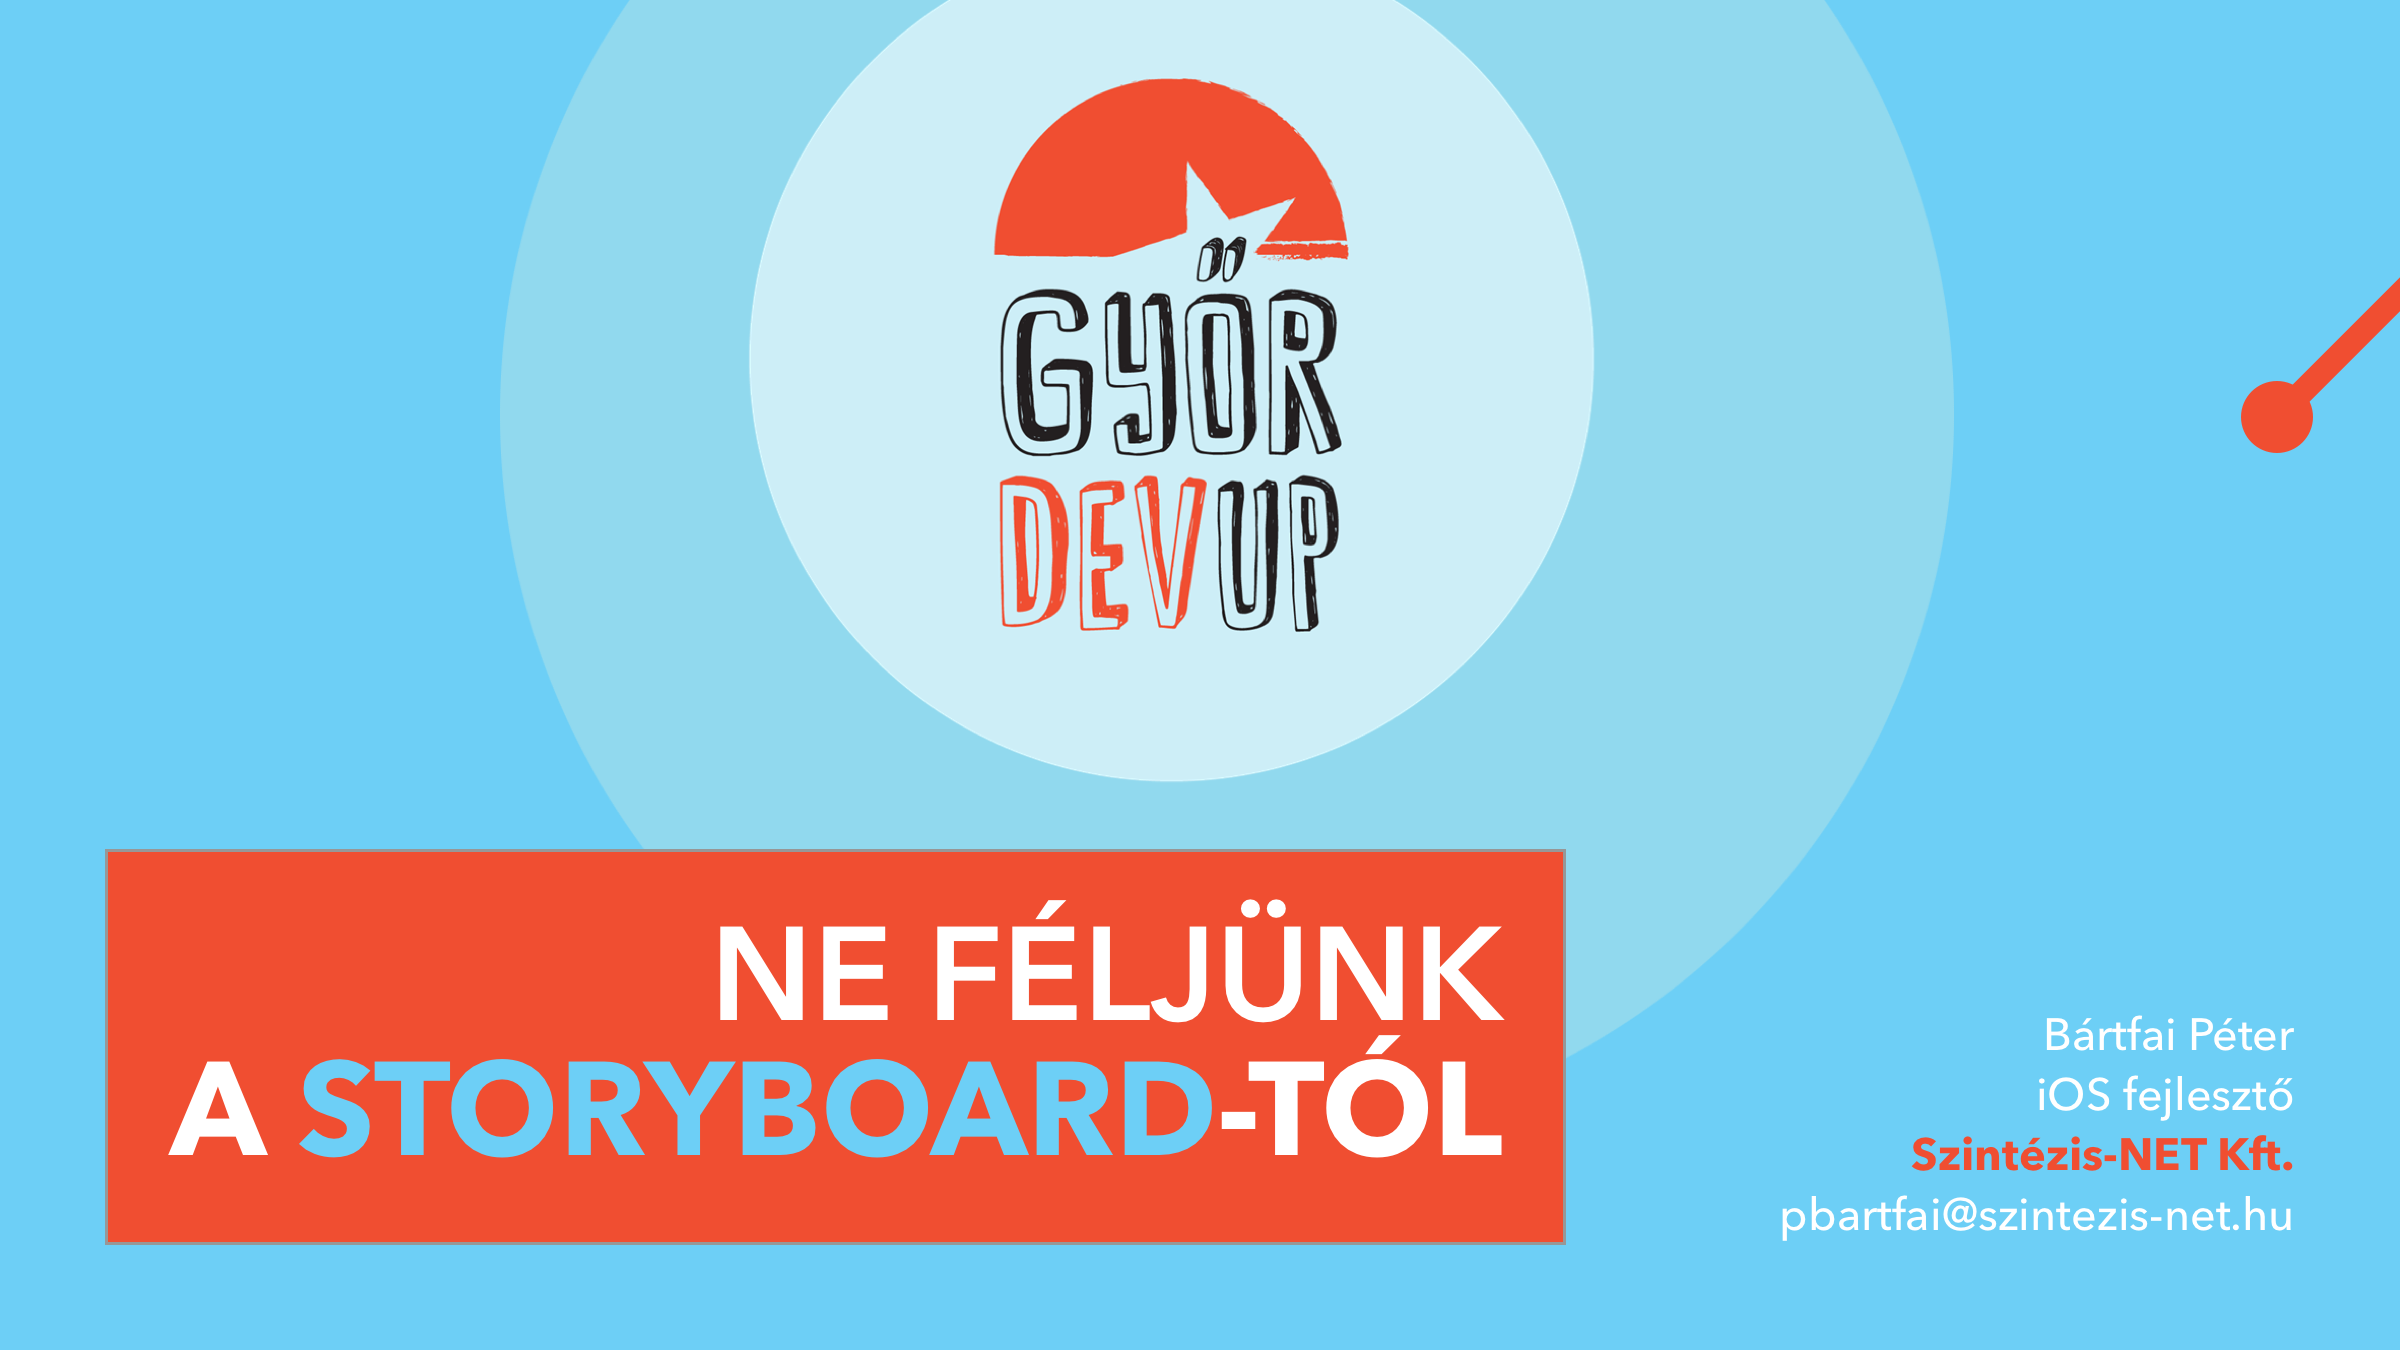 GYŐR
DEVUP
NE FÉLJÜNK
A STORYBOARD-TÓL
Bártfai Péter
iOS fejlesztő
Szintézis-NET Kft.
pbartfai@szintezis-net.hu